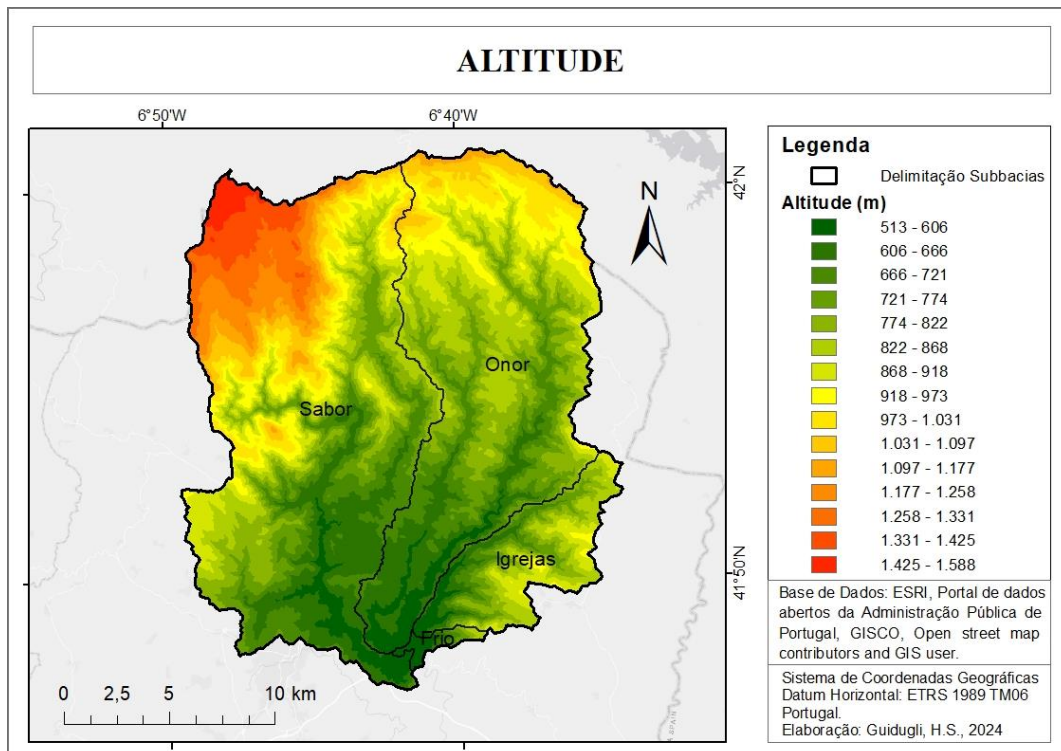 ALTITUDE
6°50'W
6°40'W
42°N
41°50'N
N
Sabor
Onor
Igrejas
Frio
0 2,5 5 10 km
Legenda
Delimitação Subbacias
Altitude (m)
513 - 606
606 - 666
666 - 721
721 - 774
774 - 822
822 - 868
868 - 918
918 - 973
973 - 1.031
1.031 - 1.097
1.097 - 1.177
1.177 - 1.258
1.258 - 1.331
1.331 - 1.425
1.425 - 1.588
Base de Dados: ESRI, Portal de dados
abertos da Administração Pública de
Portugal, GISCO, Open street map
contributors and GIS user.
Sistema de Coordenadas Geográficas
Datum Horizontal: ETRS 1989 TM06
Portugal.
Elaboração: Guidugli, H.S., 2024